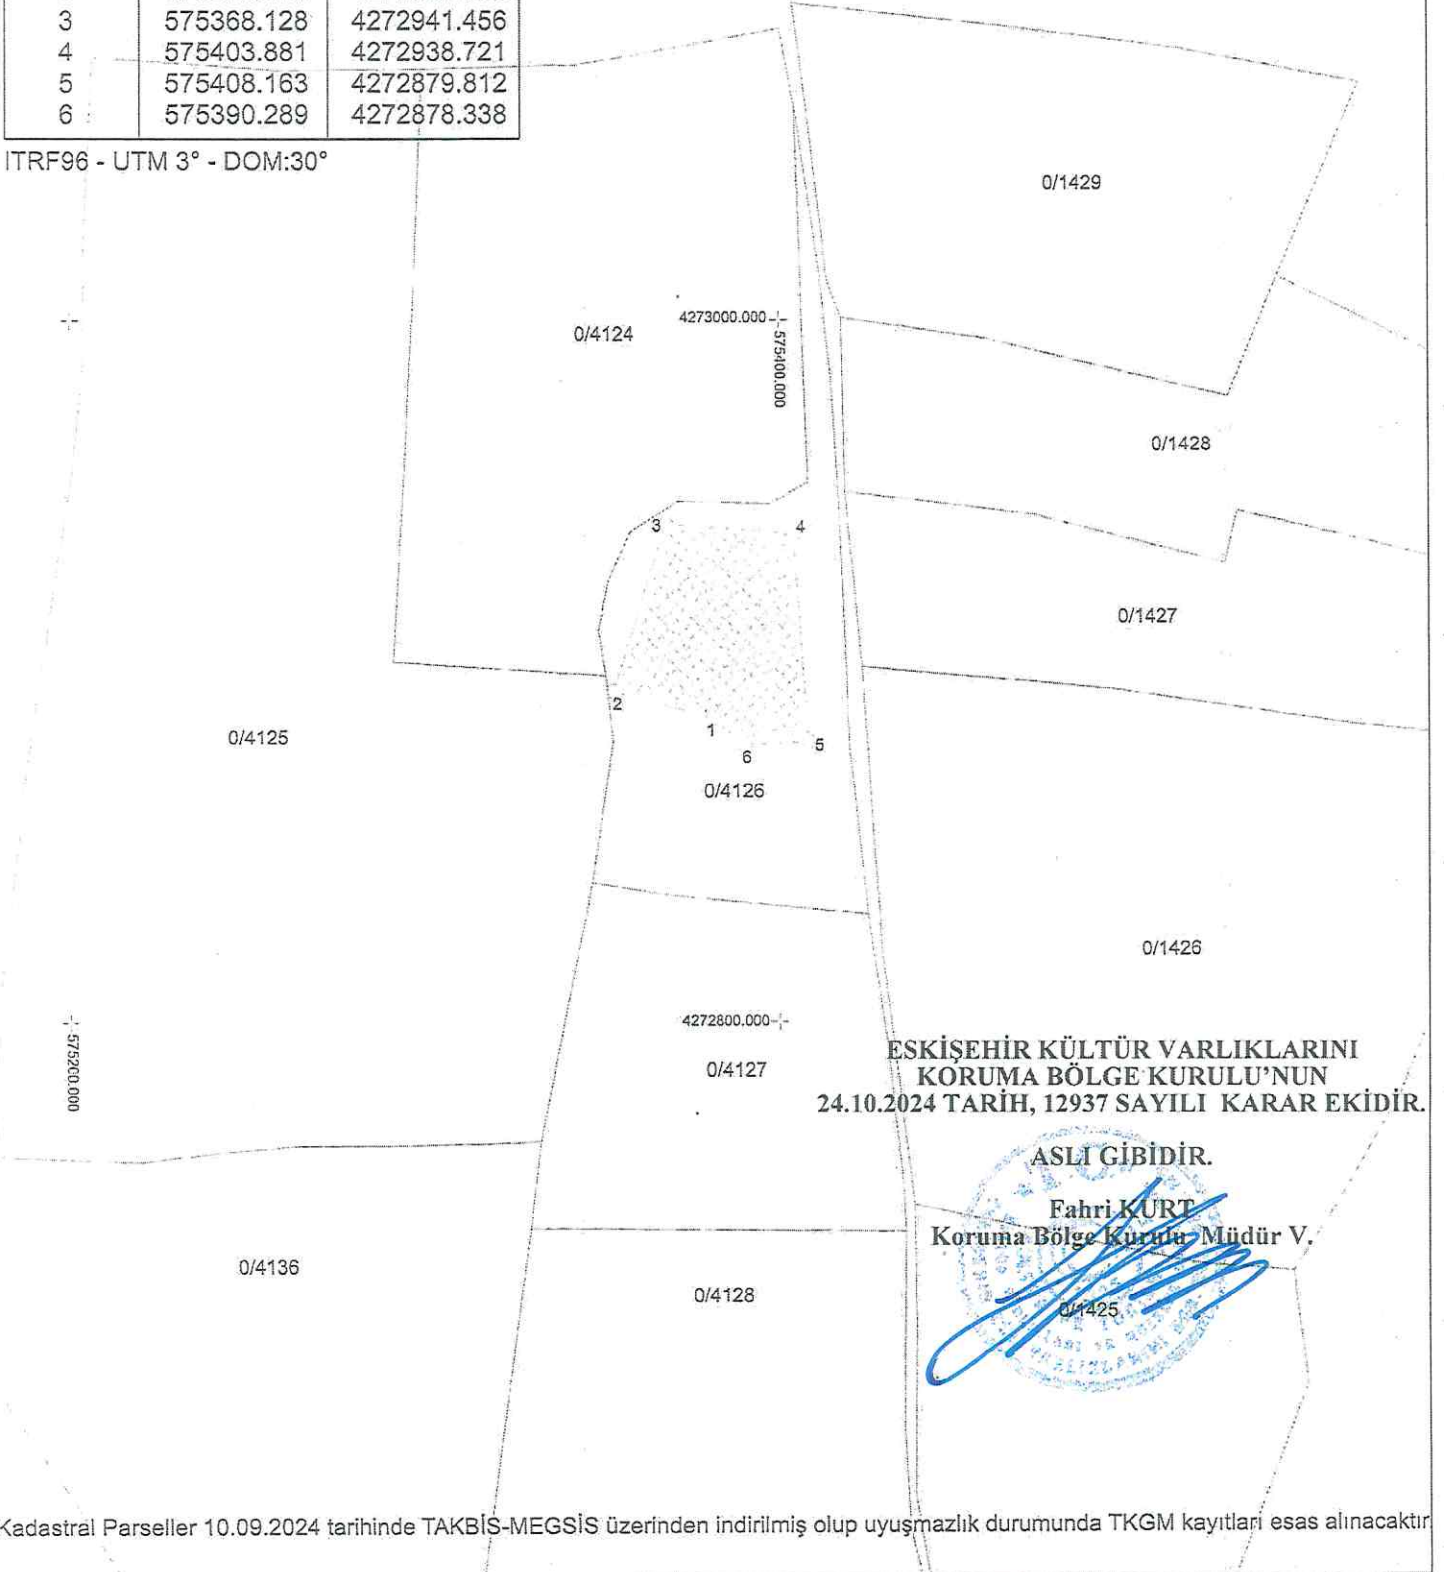 3 575368.128 4272941.456
4 575403.881 4272938.721
5 575408.163 4272879.812
6 575390.289 4272878.338
ITRF96 - UTM 3° - DOM:30°
0/1429
4273000.000
575400.000
0/4124
0/1428
3
4
0/1427
2
1
5
6
0/4125
0/4126
0/1426
4272800.000
575200.000
0/4127
ESKİŞEHİR KÜLTÜR VARLIKLARINI
KORUMA BÖLGE KURULU’NUN
24.10.2024 TARİH, 12937 SAYILI KARAR EKİDİR.
ASLI GİBİDİR.
Fahri KURT
Koruma Bölge Kurulu Müdür V.
0/4136
0/4128
0/1425
Kadastral Parseller 10.09.2024 tarihinde TAKBİS-MEGSİS üzerinden indirilmiş olup uyuşmazlık durumunda TKGM kayıtları esas alınacaktır